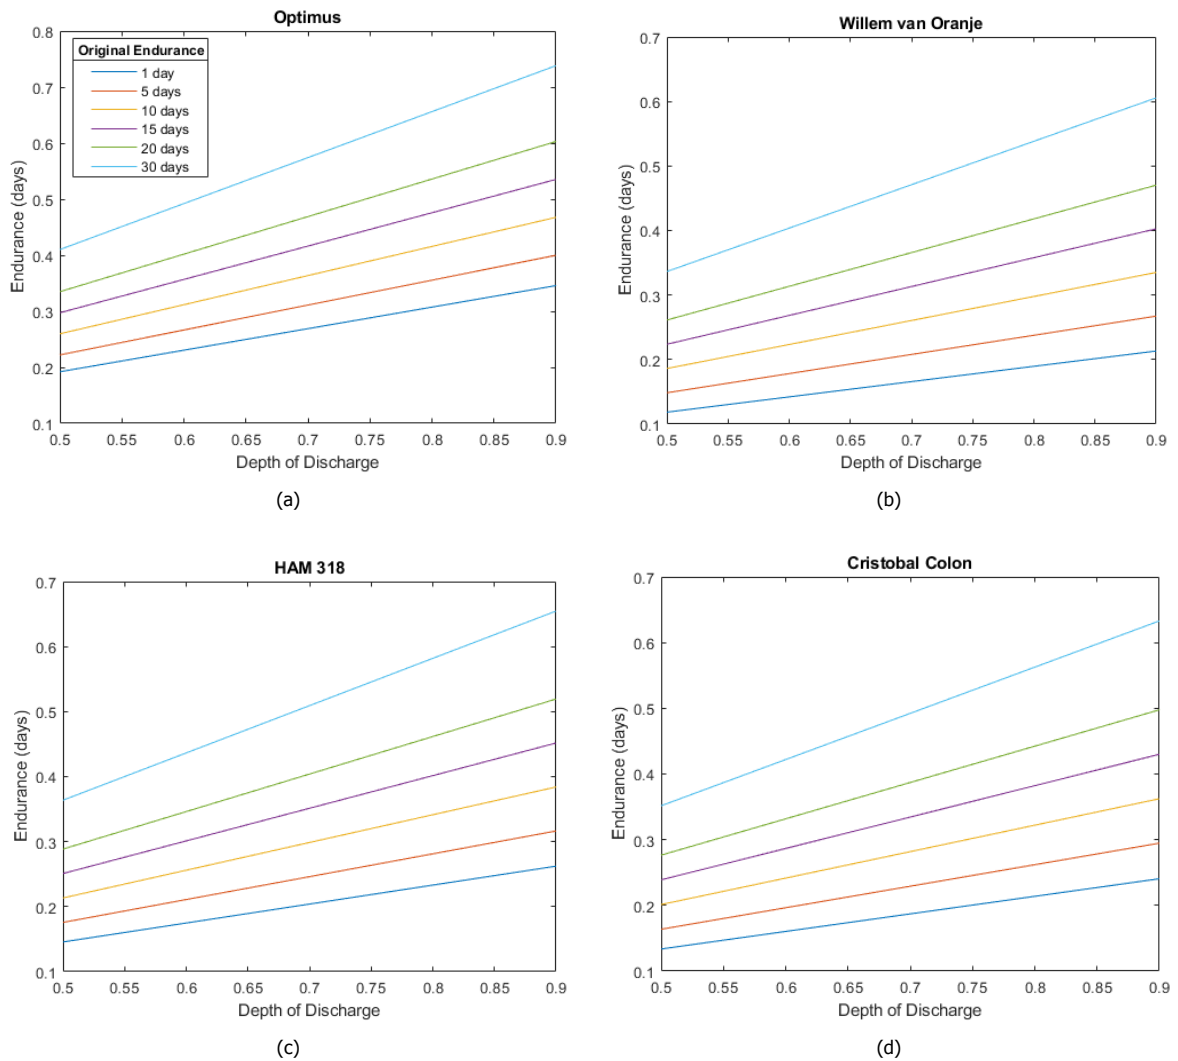 Optimus
0.8
0.7
0.6
0.5
0.4
0.3
0.2
0.1
Endurance (days)
Original Endurance
1 day
5 days
10 days
15 days
20 days
30 days
0.5 0.55 0.6 0.65 0.7 0.75 0.8 0.85 0.9
Depth of Discharge
(a)
Willem van Oranje
0.7
0.6
0.5
0.4
0.3
0.2
0.1
Endurance (days)
0.5 0.55 0.6 0.65 0.7 0.75 0.8 0.85 0.9
Depth of Discharge
(b)
HAM 318
0.7
0.6
0.5
0.4
0.3
0.2
0.1
Endurance (days)
0.5 0.55 0.6 0.65 0.7 0.75 0.8 0.85 0.9
Depth of Discharge
(c)
Cristobal Colon
0.7
0.6
0.5
0.4
0.3
0.2
0.1
Endurance (days)
0.5 0.55 0.6 0.65 0.7 0.75 0.8 0.85 0.9
Depth of Discharge
(d)